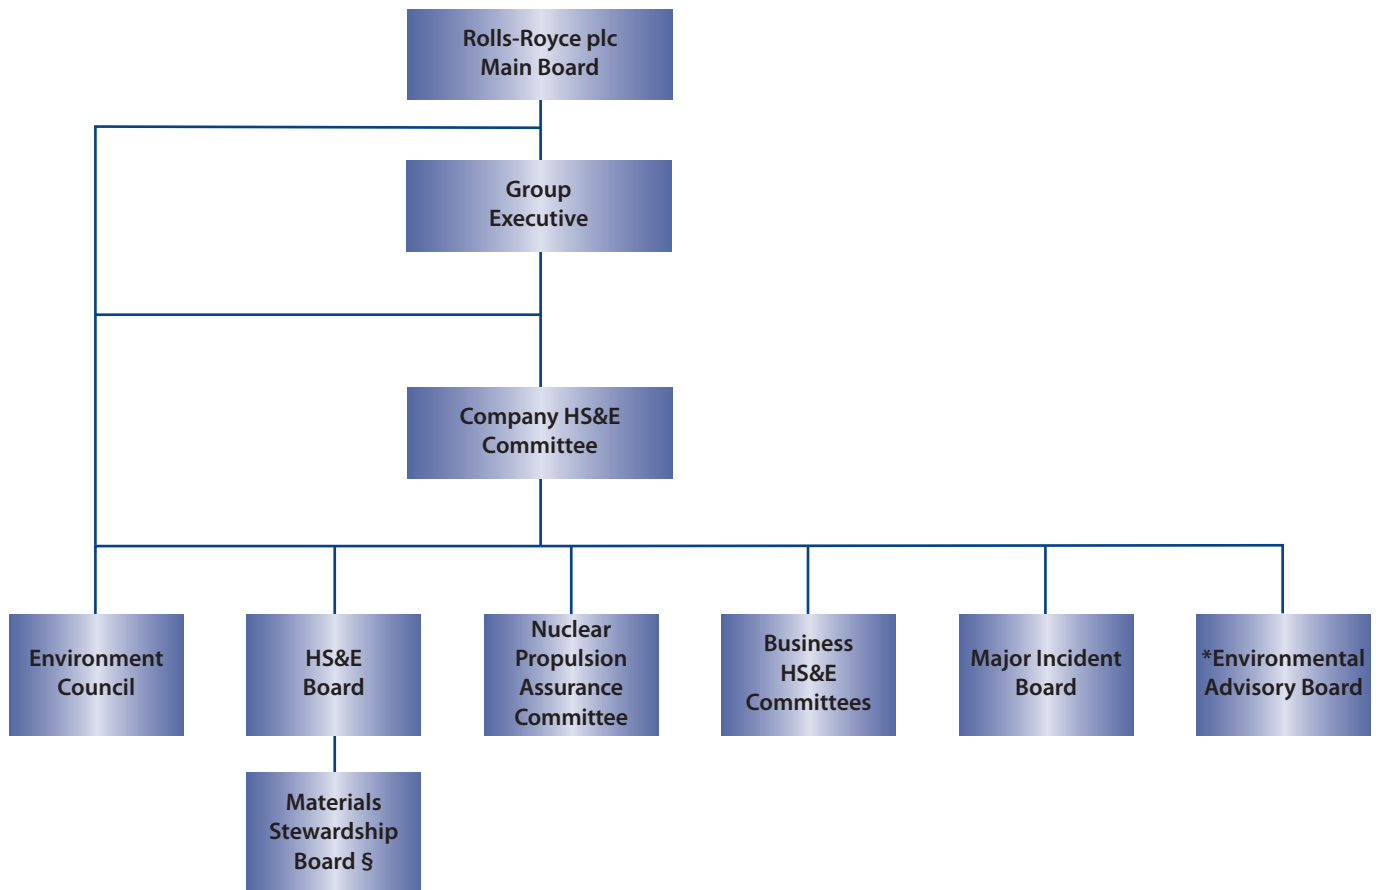 Rolls-Royce plc
Main Board
Group
Executive
Company HS&E
Committee
Environment
Council
HS&E
Board
Nuclear
Propulsion
Assurance
Committee
Business
HS&E
Committees
Major Incident
Board
*Environmental
Advisory Board
Materials
Stewardship
Board §